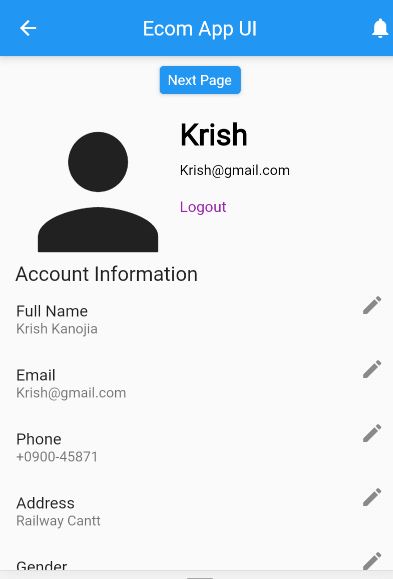 Ecom App UI
Next Page
Krish
Krish@gmail.com
Logout
Account Information
Full Name
Krish Kanojia
Email
Krish@gmail.com
Phone
+0900-45871
Address
Railway Cantt
Gender